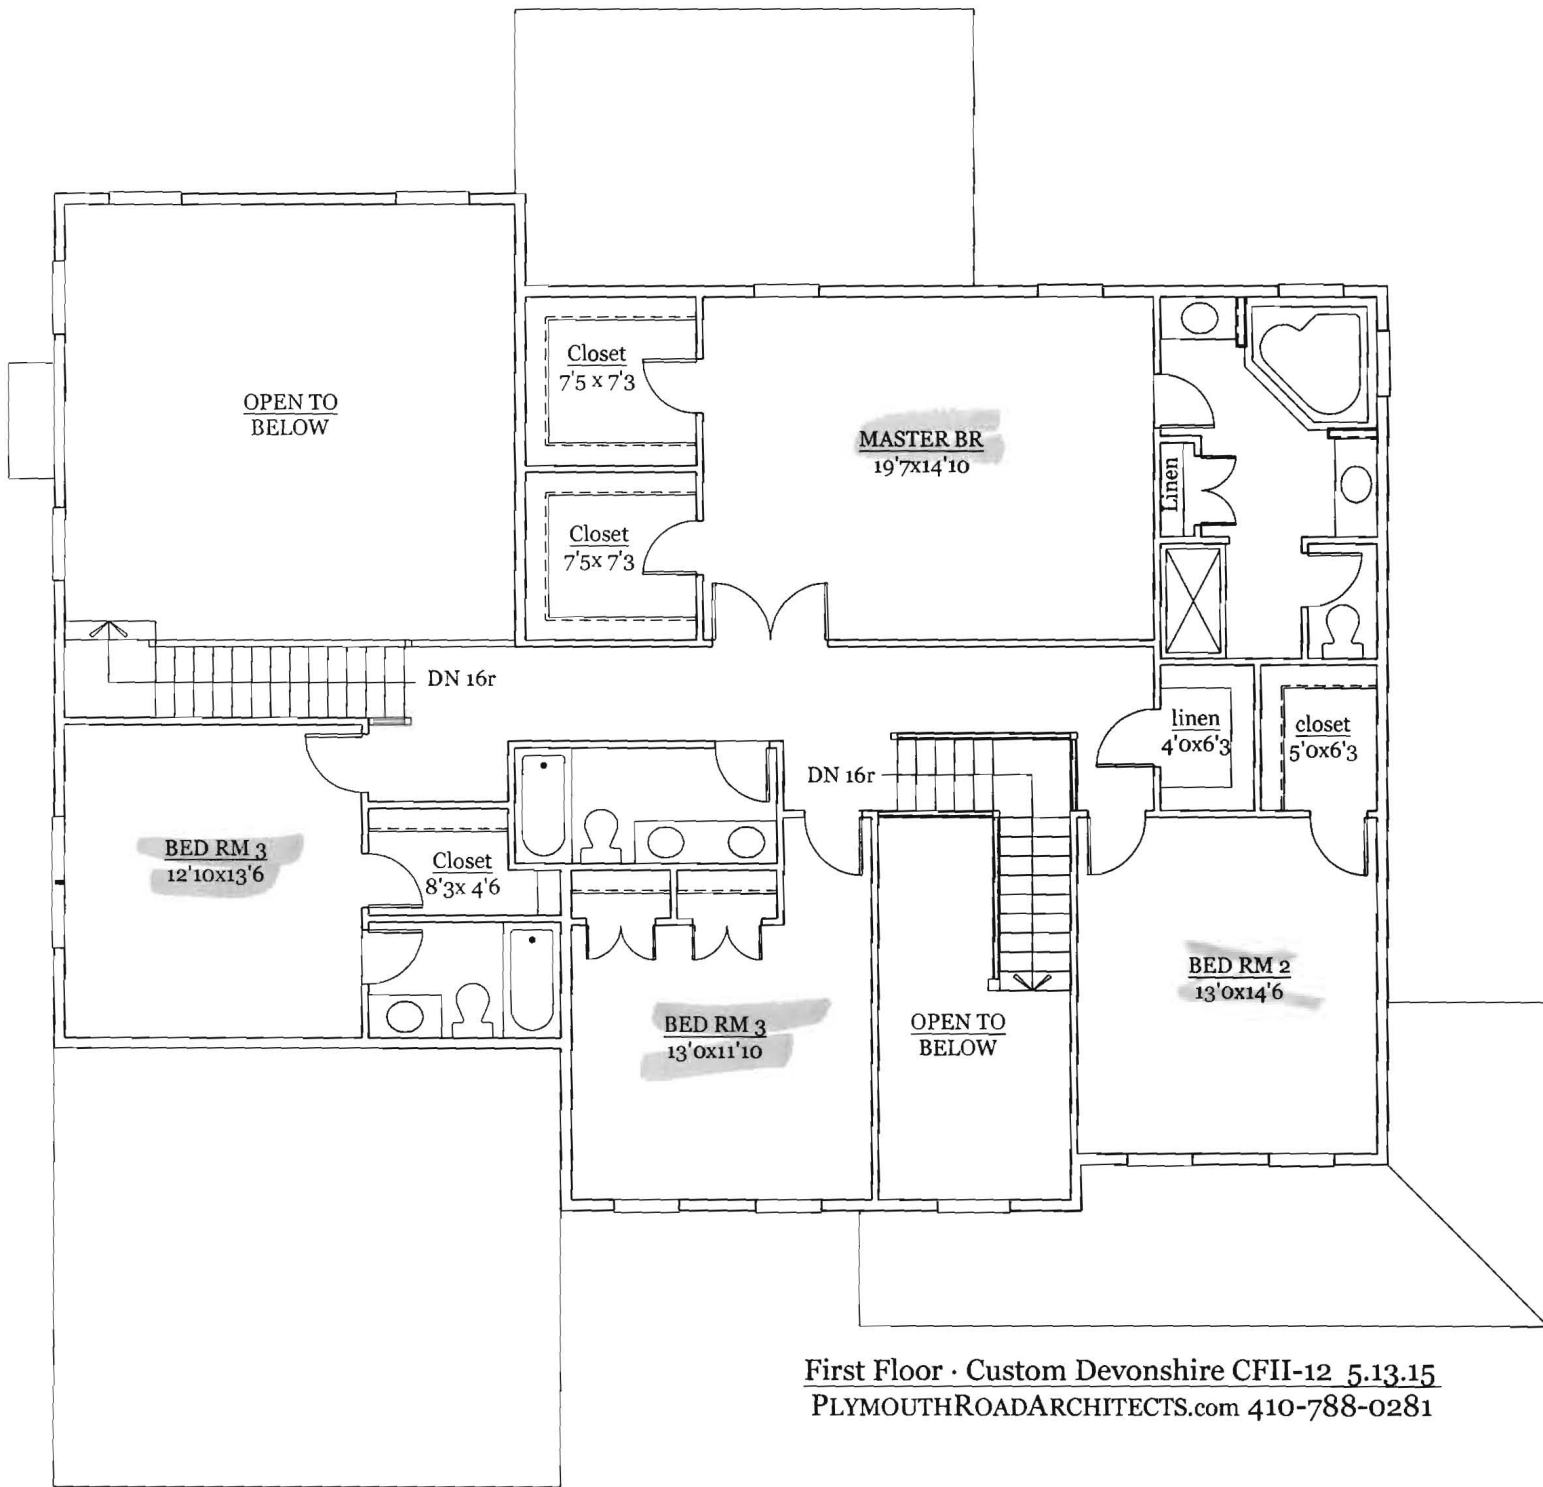 OPEN TO
BELOW
Closet
7'5 x 7'3
MASTER BR
19'7x14'10
Linen
Closet
7'5x 7'3
DN 16r
linen
4'0x6'3
closet
5'0x6'3
DN 16r
BED RM 3
12'10x13'6
Closet
8'3x 4'6
BED RM 2
13'0x14'6
BED RM 3
13'0x11'10
OPEN TO
BELOW
First Floor · Custom Devonshire CFII-12 5.13.15
PLYMOUTHROADARCHITECTS.com 410-788-0281